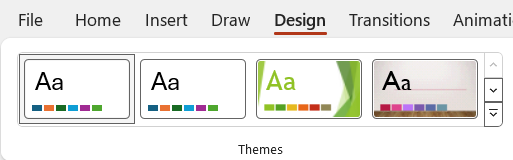 File Home Insert Draw Design Transitions Animati
Aa Aa Aa Aa
Themes